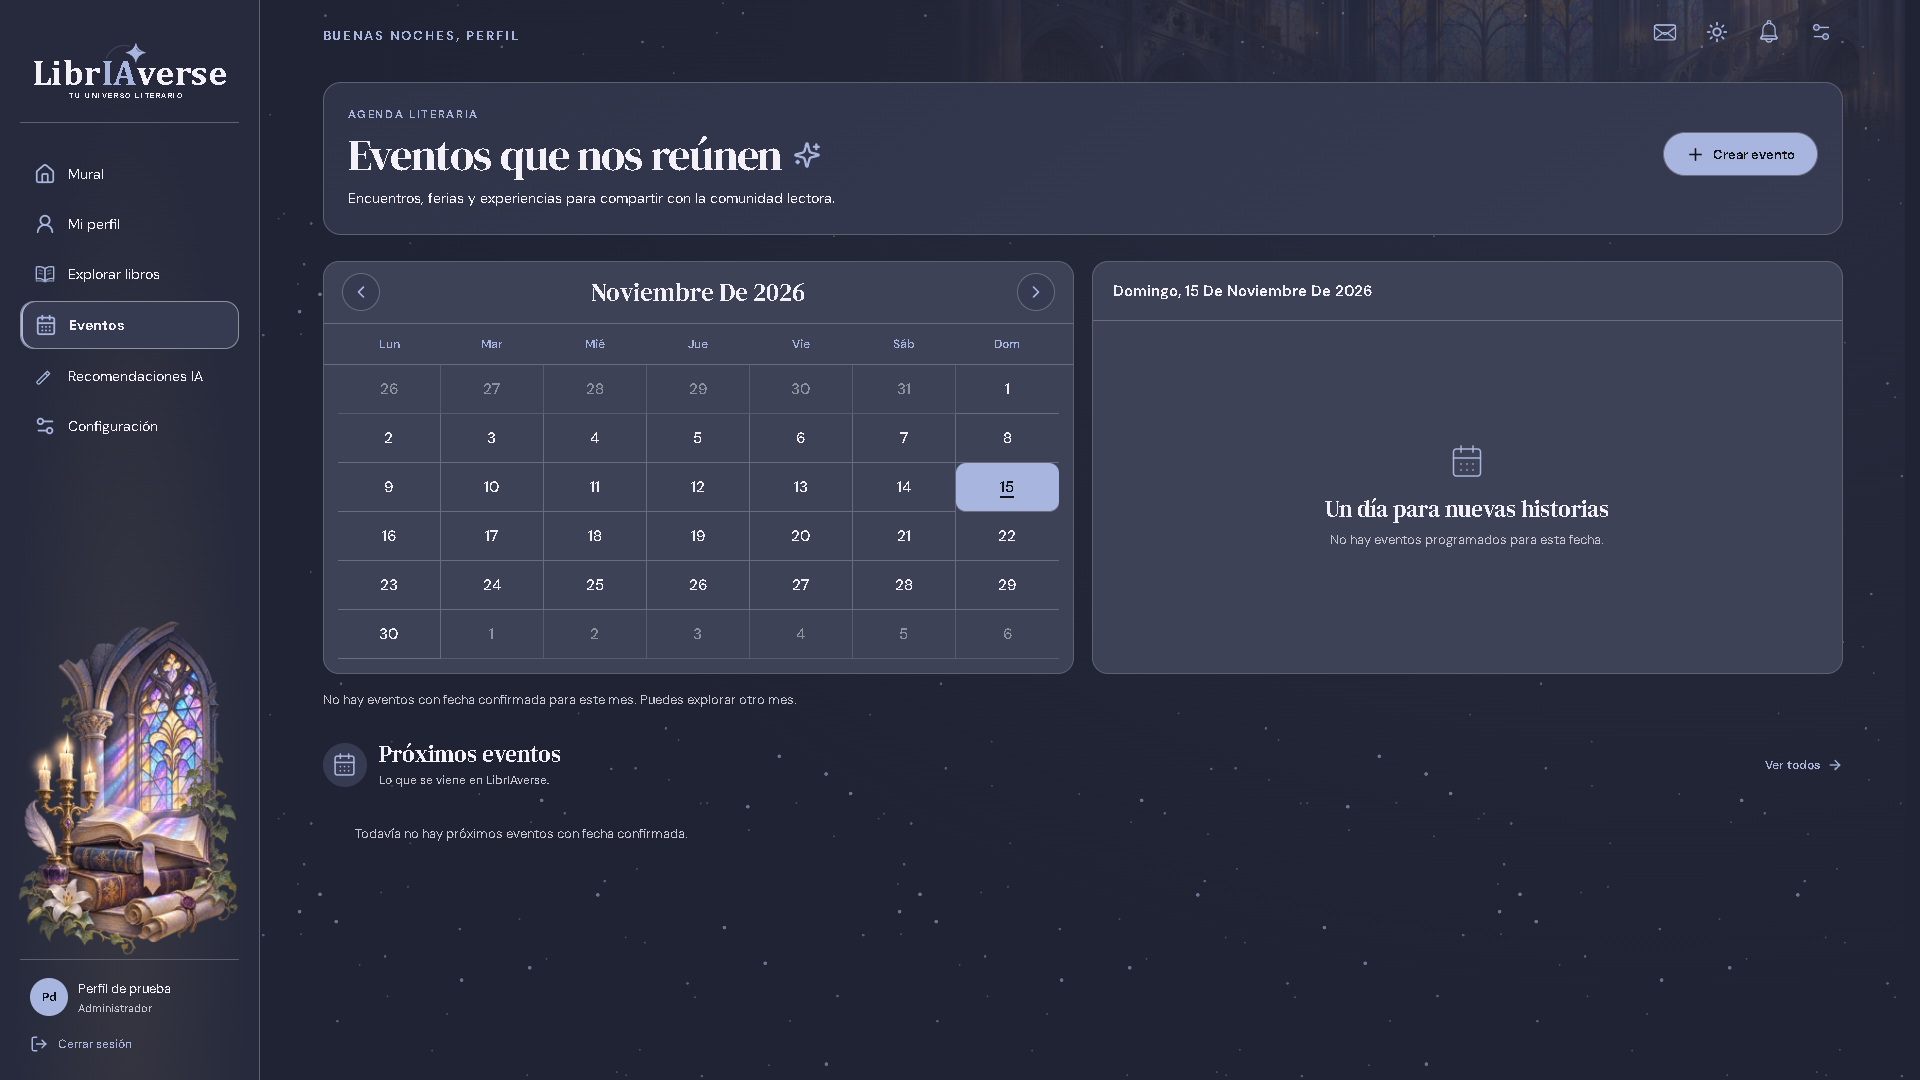 LibrIAverse
TU UNIVERSO LITERARIO
Mural
Mi perfil
Explorar libros
Eventos
Recomendaciones IA
Configuración
Pd
Perfil de prueba
Administrador
Cerrar sesión
BUENAS NOCHES, PERFIL
AGENDA LITERARIA
Eventos que nos reúnen
Encuentros, ferias y experiencias para compartir con la comunidad lectora.
Crear evento
Noviembre De 2026
Lun Mar Mié Jue Vie Sáb Dom
26 27 28 29 30 31 1
2 3 4 5 6 7 8
9 10 11 12 13 14 15
16 17 18 19 20 21 22
23 24 25 26 27 28 29
30 1 2 3 4 5 6
Domingo, 15 De Noviembre De 2026
Un día para nuevas historias
No hay eventos programados para esta fecha.
No hay eventos con fecha confirmada para este mes. Puedes explorar otro mes.
Próximos eventos
Lo que se viene en LibrIAverse.
Ver todos
Todavía no hay próximos eventos con fecha confirmada.